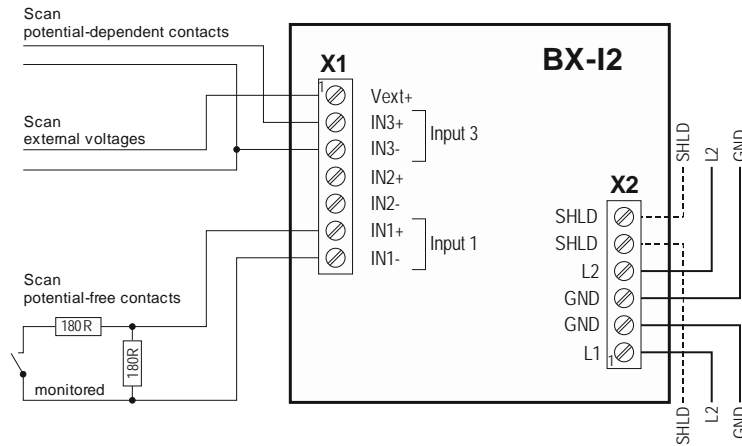 Scan
potential-dependent contacts
Scan
external voltages
Scan
potential-free contacts
180R
180R
monitored
X1
1
Vext+
IN3+
IN3-
IN2+
IN2-
IN1+
IN1-
Input 3
Input 1
BX-I2
X2
SHLD
SHLD
L2
GND
GND
L1
1
SHLD
L2
GND
SHLD
L2
GND